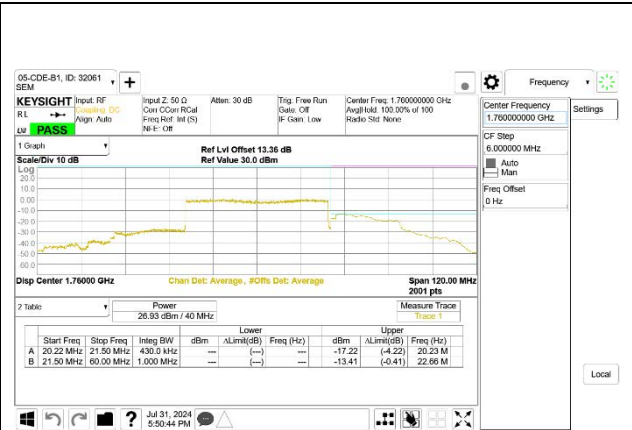 05-CDE-B1, ID: 32061
SEM
Frequency
KEYSIGHT
Input: RF
Coupling: DC
Align: Auto
Input Z: 50 Ω
Corr CCorr RCal
Freq Ref: Int (S)
NFE: Off
Atten: 30 dB
Trig: Free Run
Gate: Off
IF Gain: Low
Center Freq: 1.760000000 GHz
Avg|Hold: 100.00% of 100
Radio Std: None
R L
LW PASS
Center Frequency
1.760000000 GHz
Settings
CF Step
6.000000 MHz
Auto
Man
Freq Offset
0 Hz
1 Graph
Scale/Div 10 dB
Ref Lvl Offset 13.36 dB
Ref Value 30.0 dBm
Log
20.0
10.0
0.00
-10.0
-20.0
-30.0
-40.0
-50.0
60.0
Disp Center 1.76000 GHz
Chan Det: Average, #Offs Det: Average
Span 120.00 MHz
2001 pts
2 Table
Power
26.93 dBm / 40 MHz
Measure Trace
Trace 1
Lower Upper
Start Freq Stop Freq Integ BW dBm ΔLimit(dB) Freq (Hz) dBm ΔLimit(dB) Freq (Hz)
A 20.22 MHz 21.50 MHz 430.0 kHz --- (---) --- -17.22 (-4.22) 20.23 M
B 21.50 MHz 60.00 MHz 1.000 MHz --- (---) --- -13.41 (-0.41) 22.66 M
Local
Jul 31, 2024
5:50:44 PM